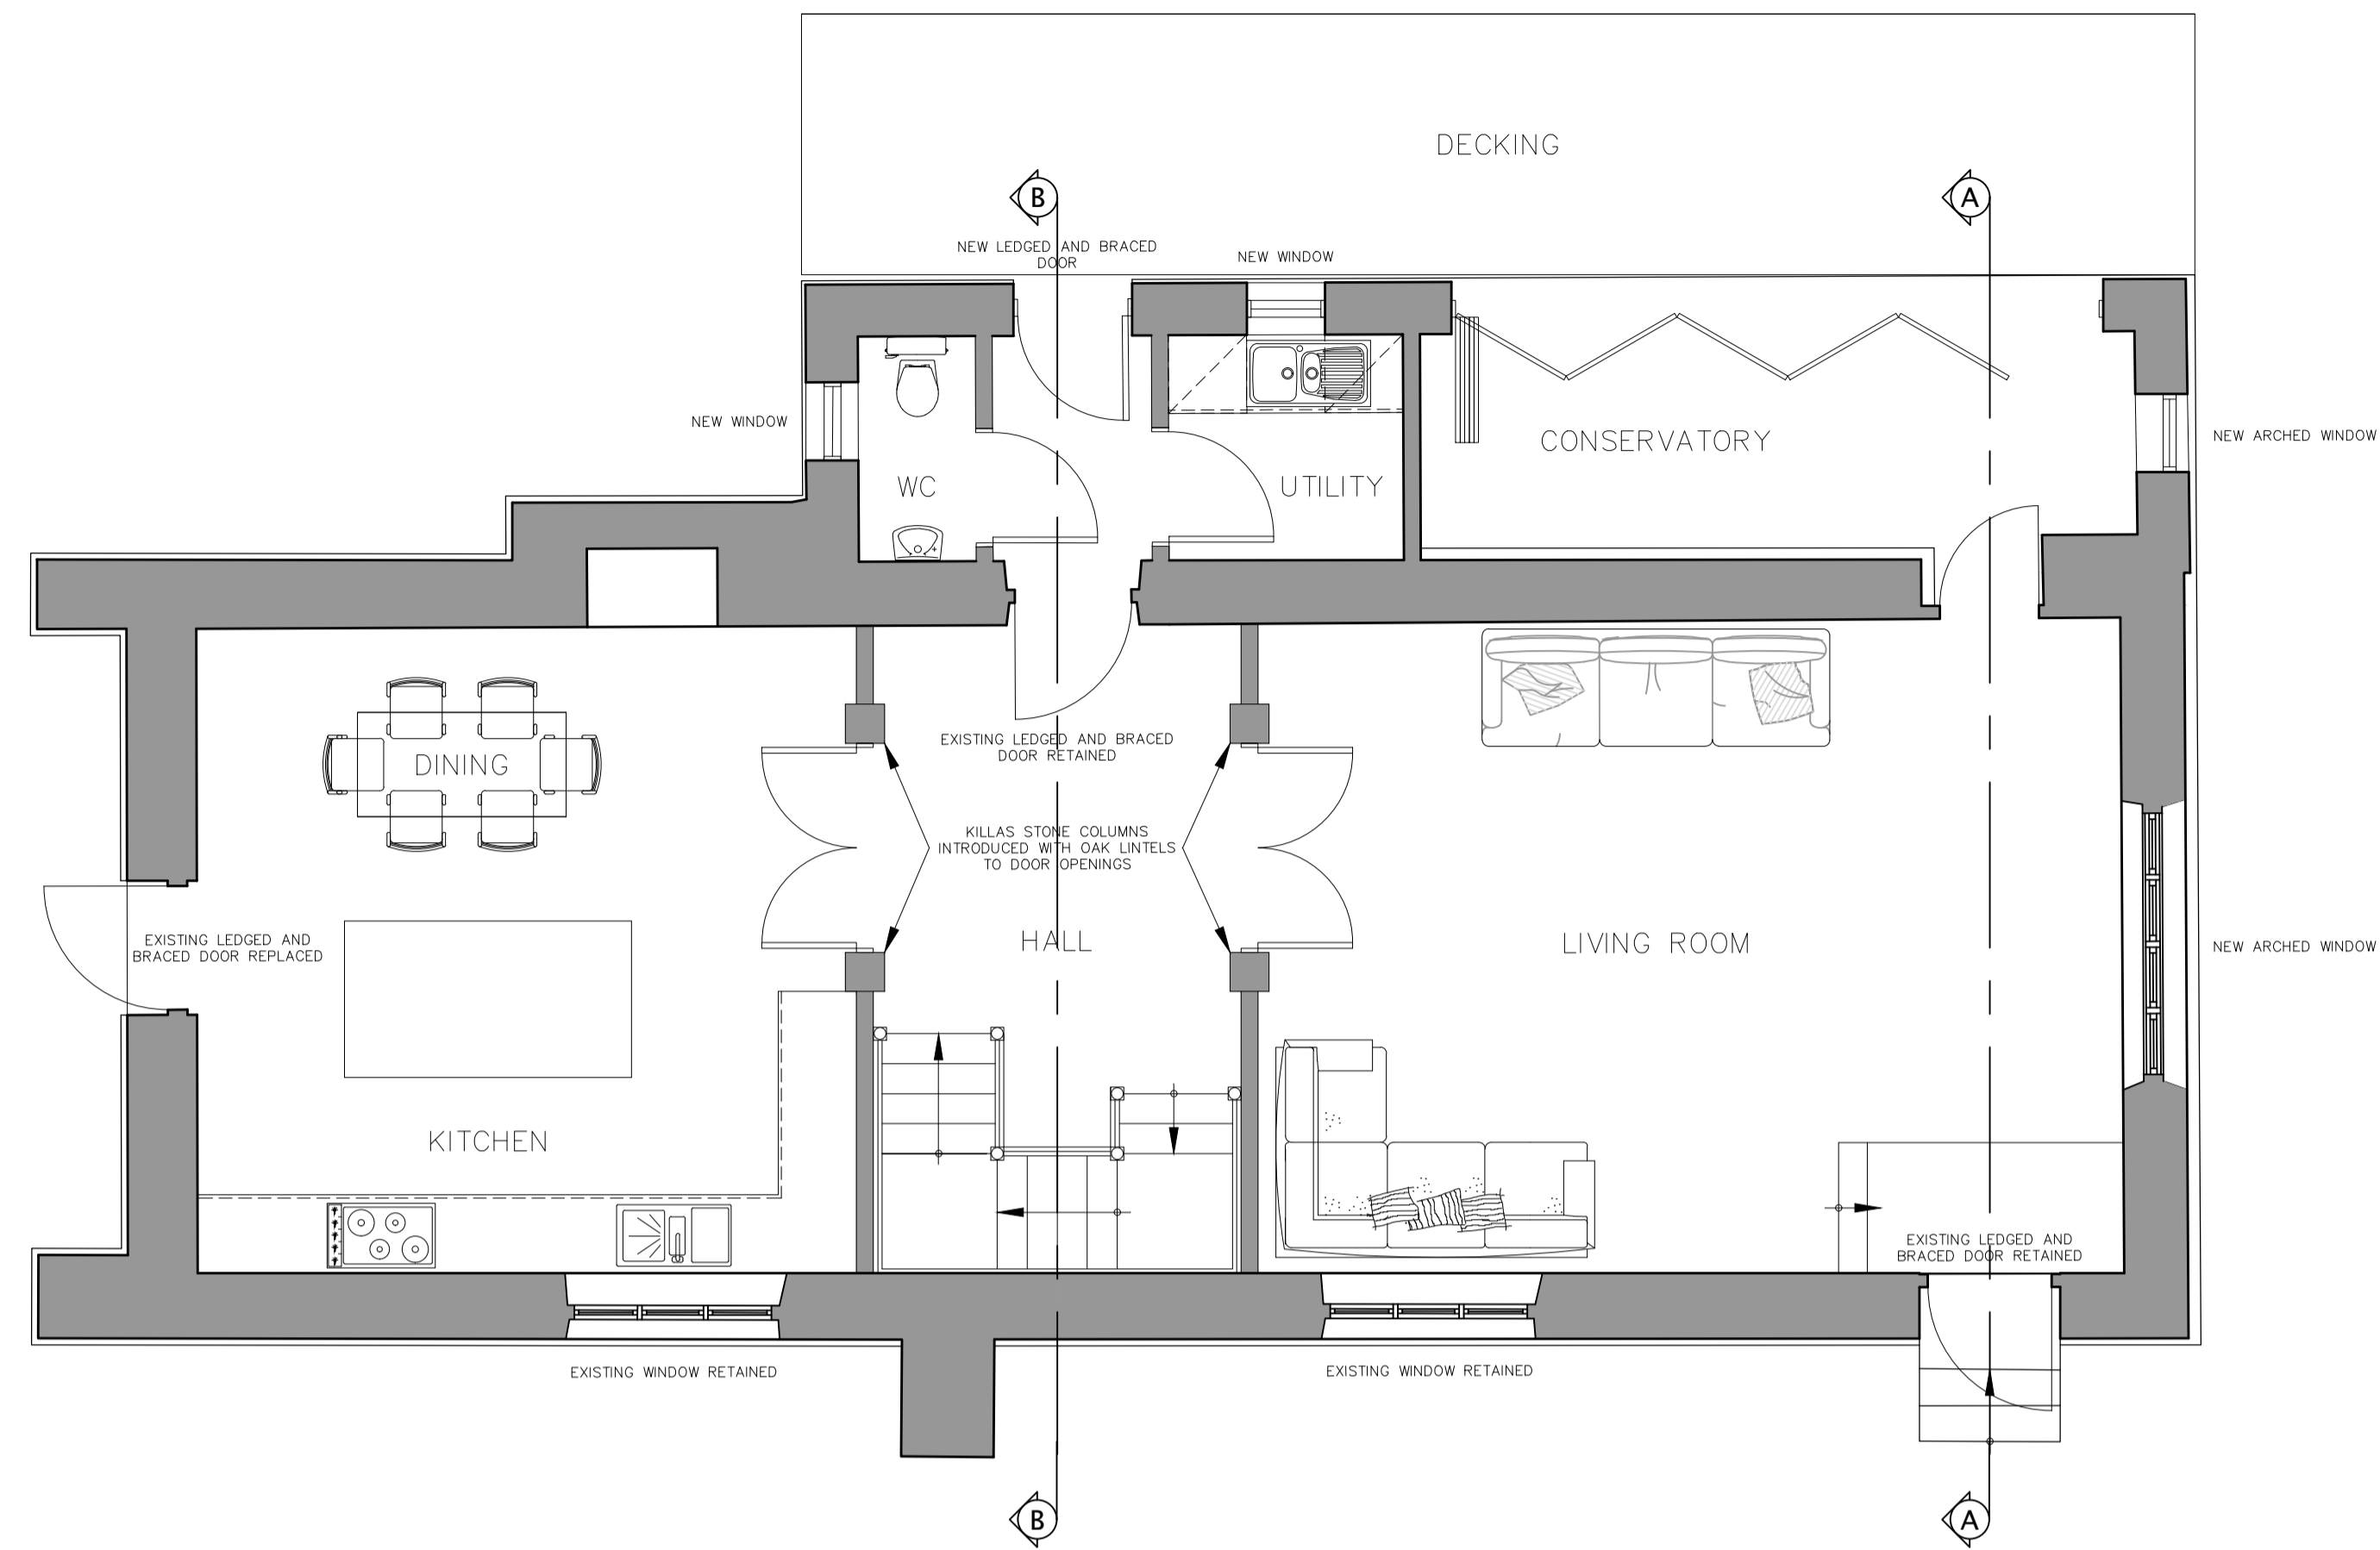 DECKING
B
A
NEW LEDGED AND BRACED
DOOR
NEW WINDOW
NEW WINDOW
NEW ARCHED WINDOW
CONSERVATORY
WC
UTILITY
EXISTING LEDGED AND BRACED
DOOR RETAINED
DINING
KILLAS STONE COLUMNS
INTRODUCED WITH OAK LINTELS
TO DOOR OPENINGS
EXISTING LEDGED AND
BRACED DOOR REPLACED
HALL
LIVING ROOM
NEW ARCHED WINDOW
KITCHEN
EXISTING LEDGED AND
BRACED DOOR RETAINED
EXISTING WINDOW RETAINED
EXISTING WINDOW RETAINED
B
A